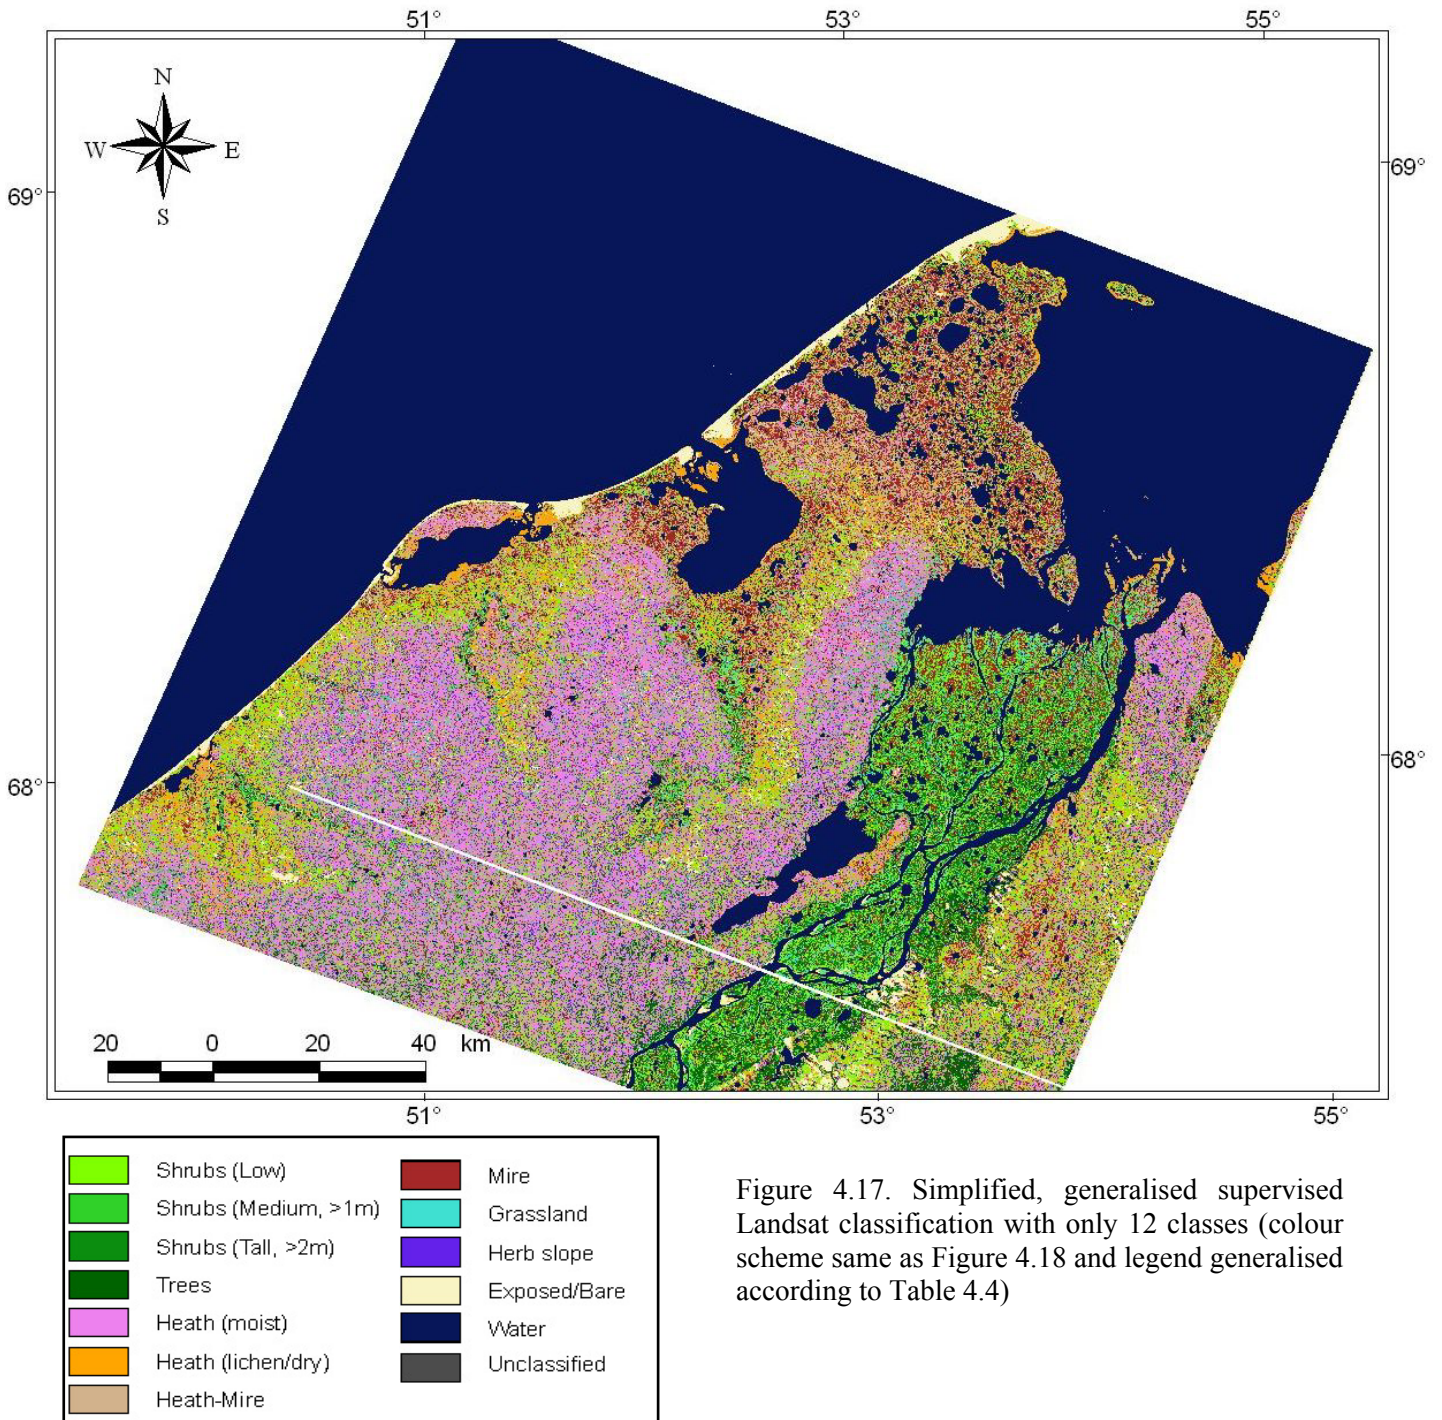 51°
53°
55°
N
W
E
S
69°
69°
68°
68°
20
0
20
40
km
51°
53°
55°
Shrubs (Low)
Shrubs (Medium, >1m)
Shrubs (Tall, >2m)
Trees
Heath (moist)
Heath (lichen/dry)
Heath-Mire
Mire
Grassland
Herb slope
Exposed/Bare
Water
Unclassified
Figure 4.17. Simplified, generalised supervised
Landsat classification with only 12 classes (colour
scheme same as Figure 4.18 and legend generalised
according to Table 4.4)